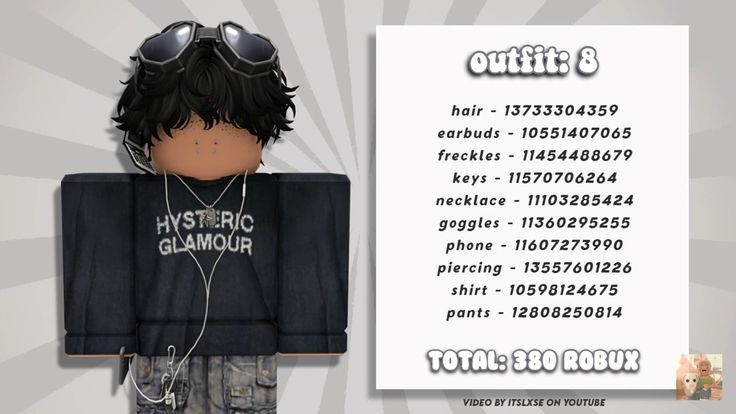 outfit: 8
hair - 13733304359
earbuds - 10551407065
freckles - 11454488679
keys - 11570706264
necklace - 11103285424
goggles - 11360295255
phone - 11607273990
piercing - 13557601226
shirt - 10598124675
pants - 12808250814
TOTAL: 380 ROBUX
VIDEO BY ITSLXSE ON YOUTUBE
HYSTERIC
GLAMOUR